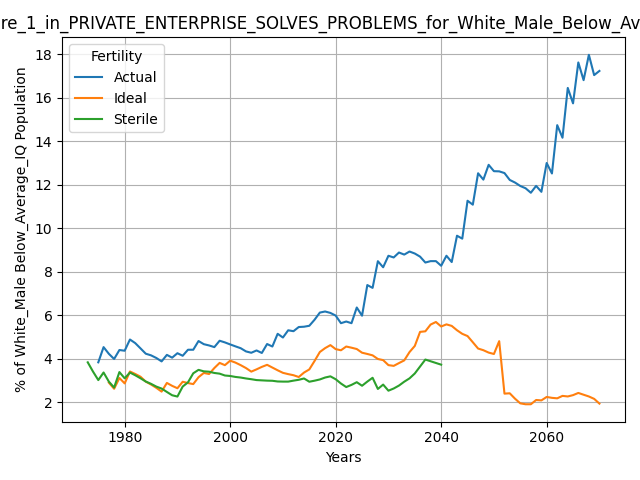 re_1_in_PRIVATE_ENTERPRISE_SOLVES_PROBLEMS_for_White_Male_Below_Av
Fertility
Actual
Ideal
Sterile
% of White_Male Below_Average_IQ Population
18
16
14
12
10
8
6
4
2
1980 2000 2020 2040 2060
Years